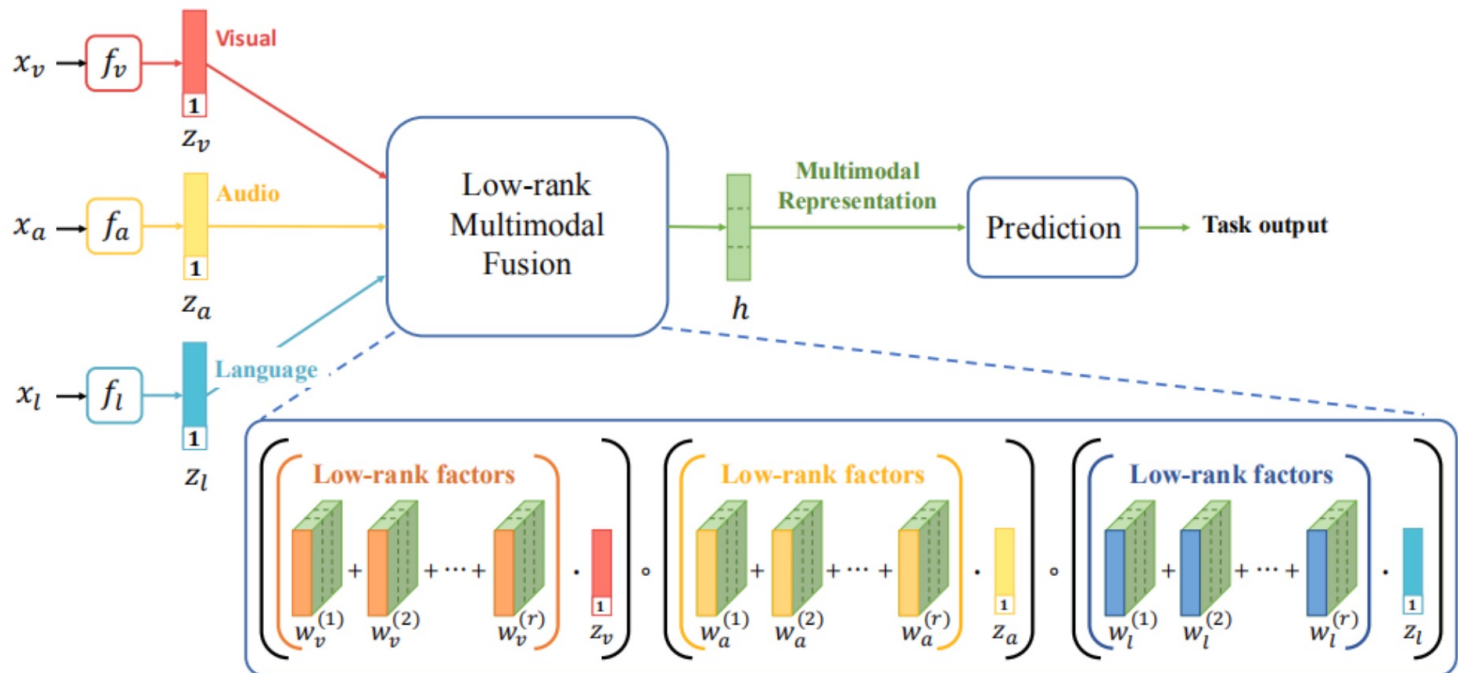 x_v
f_v
1
z_v
Visual
x_a
f_a
1
z_a
Audio
x_l
f_l
1
z_l
Language
Low-rank
Multimodal
Fusion
h
Multimodal
Representation
Prediction
Task output
Low-rank factors
+ + ⋯ + · 1
w_v^{(1)} w_v^{(2)} w_v^{(r)} z_v
∘
Low-rank factors
+ + ⋯ + · 1
w_a^{(1)} w_a^{(2)} w_a^{(r)} z_a
∘
Low-rank factors
+ + ⋯ + · 1
w_l^{(1)} w_l^{(2)} w_l^{(r)} z_l